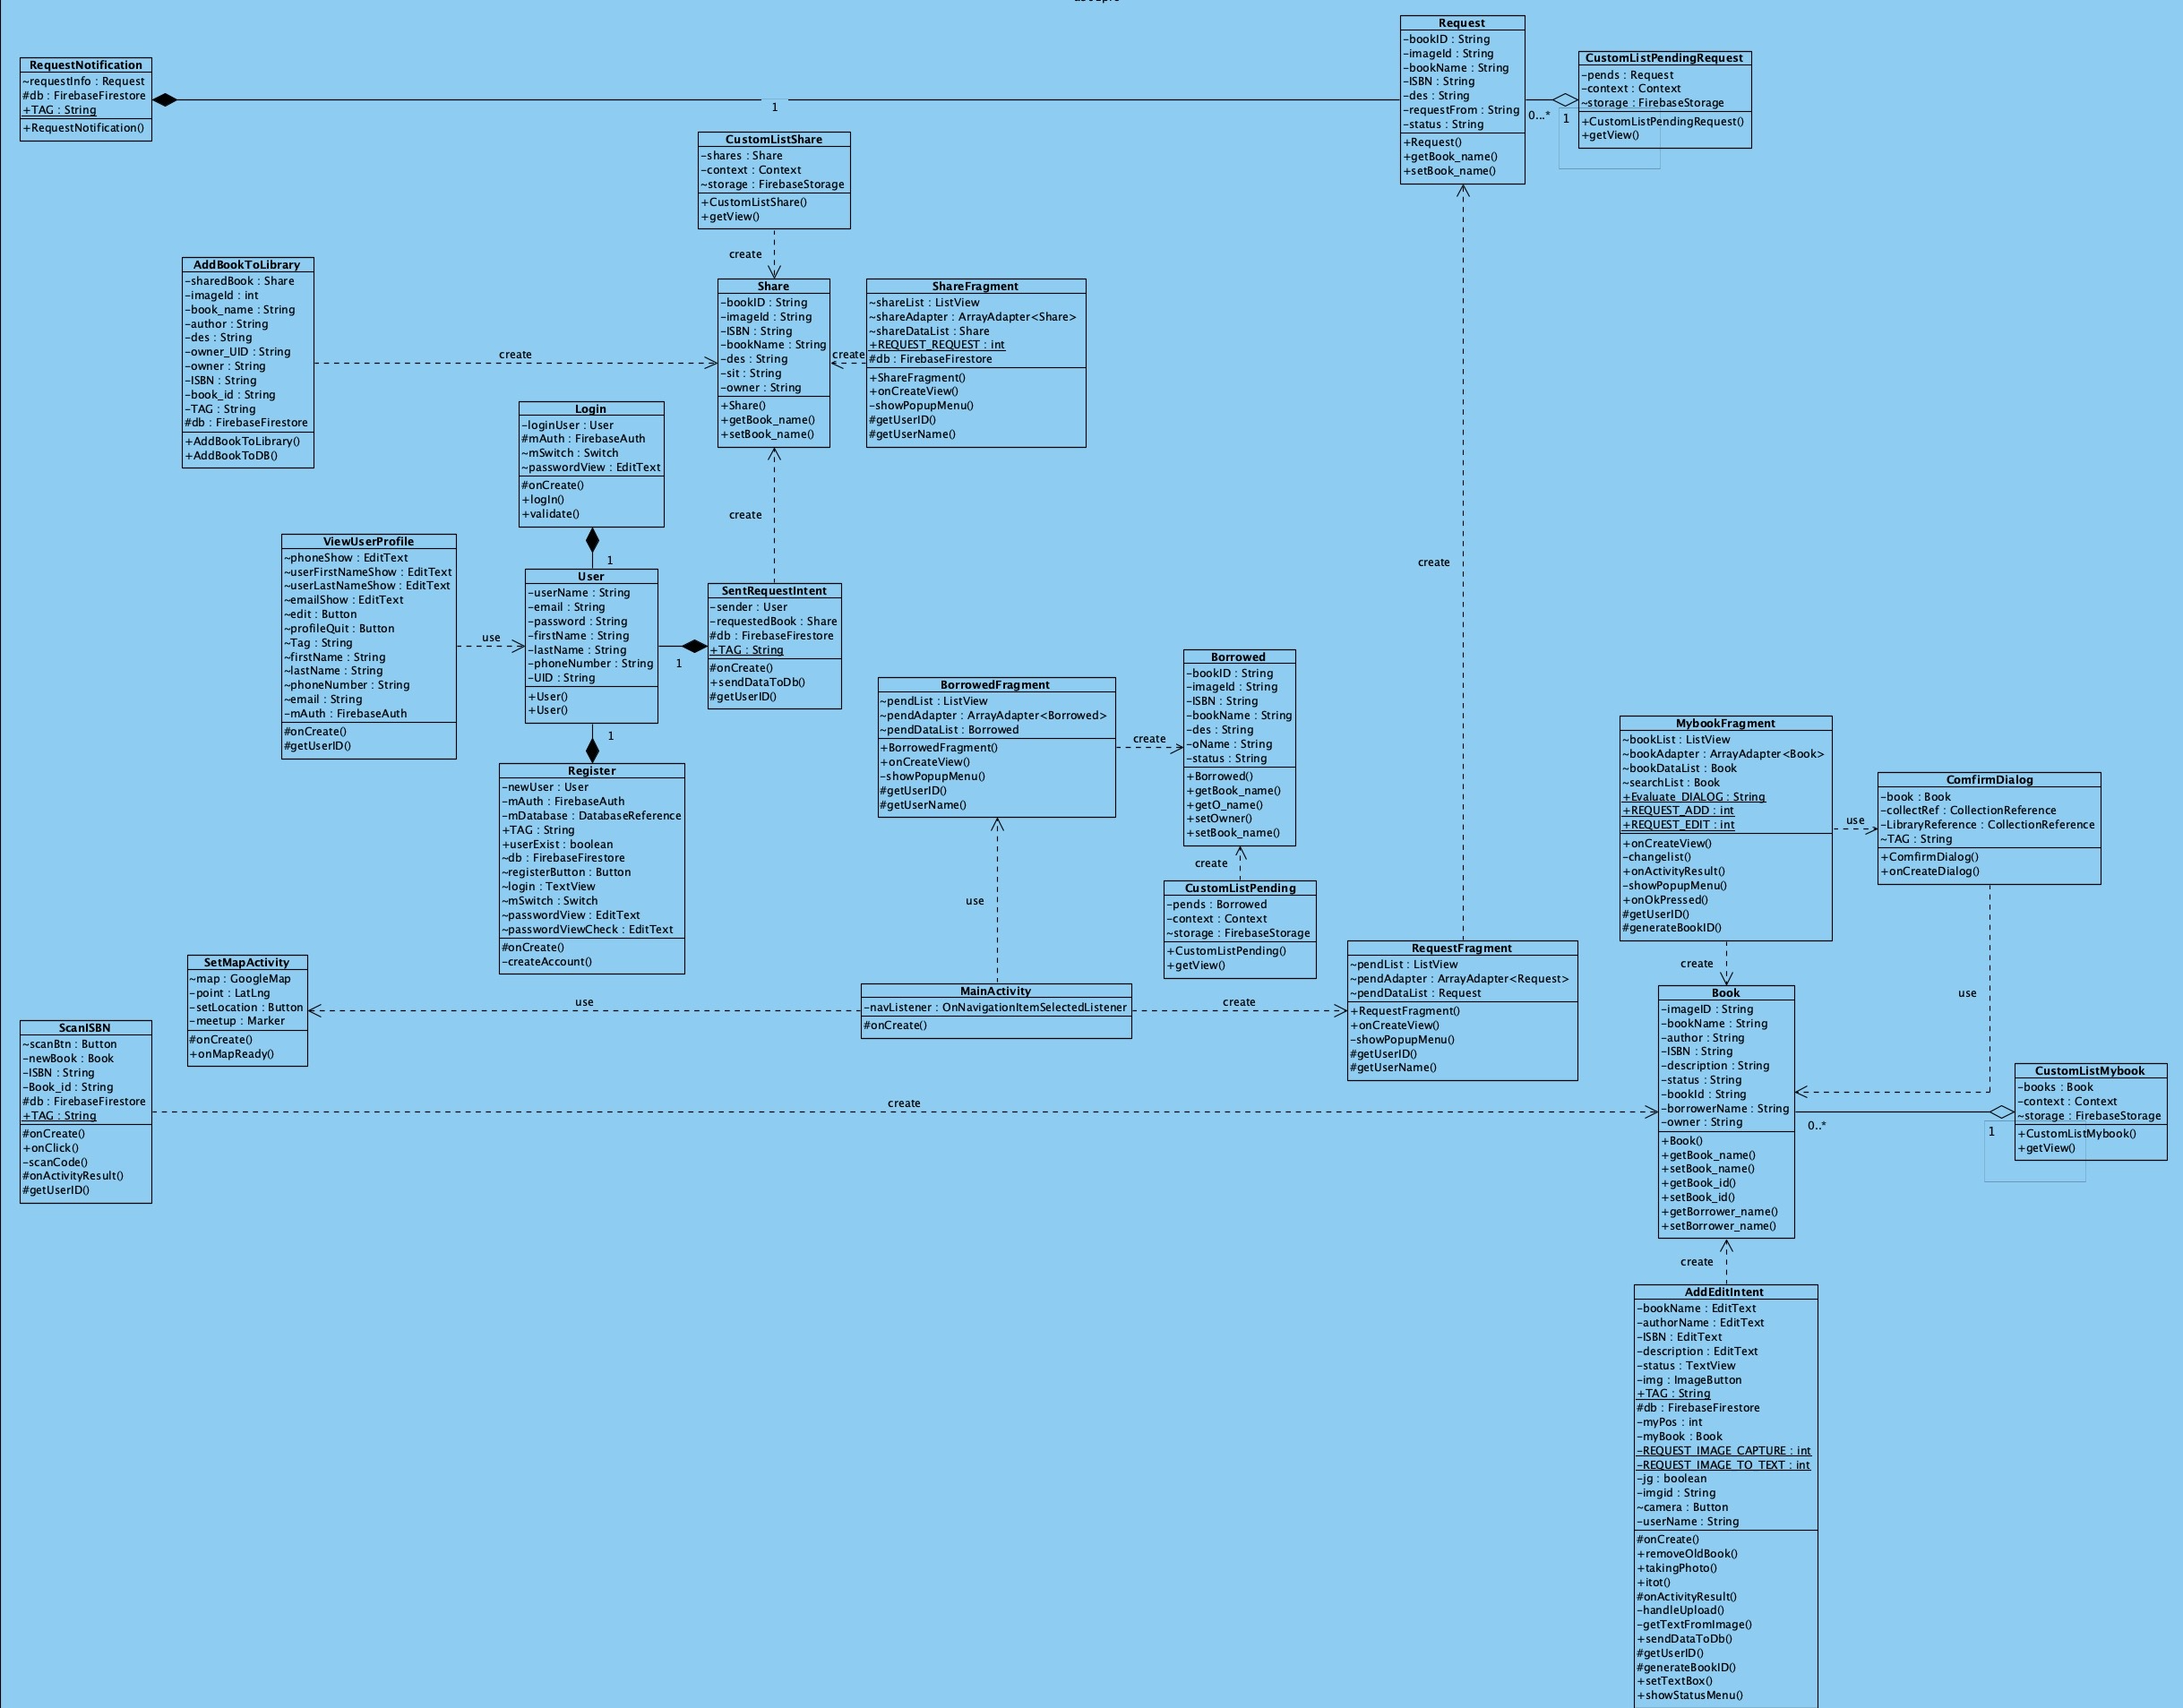 Request
-bookID : String
-imageId : String
-bookName : String
-ISBN : String
-des : String
-requestFrom : String
-status : String
+Request()
+getBook_name()
+setBook_name()
CustomListPendingRequest
-pends : Request
-context : Context
~storage : FirebaseStorage
+CustomListPendingRequest()
+getView()
0...*
1
RequestNotification
~requestInfo : Request
#db : FirebaseFirestore
+TAG : String
+RequestNotification()
1
CustomListShare
-shares : Share
-context : Context
~storage : FirebaseStorage
+CustomListShare()
+getView()
create
AddBookToLibrary
-sharedBook : Share
-imageId : int
-book_name : String
-author : String
-des : String
-owner_UID : String
-owner : String
-ISBN : String
-book_id : String
-TAG : String
#db : FirebaseFirestore
+AddBookToLibrary()
+AddBookToDB()
create
Share
-bookID : String
-imageId : String
-ISBN : String
-bookName : String
-des : String
-sit : String
-owner : String
+Share()
+getBook_name()
+setBook_name()
create
ShareFragment
~shareList : ListView
~shareAdapter : ArrayAdapter<Share>
~shareDataList : Share
+REQUEST_REQUEST : int
#db : FirebaseFirestore
+ShareFragment()
+onCreateView()
-showPopupMenu()
#getUserID()
#getUserName()
Login
-loginUser : User
#mAuth : FirebaseAuth
~mSwitch : Switch
~passwordView : EditText
#onCreate()
+logIn()
+validate()
1
create
create
ViewUserProfile
~phoneShow : EditText
~userFirstNameShow : EditText
~userLastNameShow : EditText
~emailShow : EditText
~edit : Button
~profileQuit : Button
~Tag : String
~firstName : String
~lastName : String
~phoneNumber : String
~email : String
-mAuth : FirebaseAuth
#onCreate()
#getUserID()
use
User
-userName : String
-email : String
-password : String
-firstName : String
-lastName : String
-phoneNumber : String
-UID : String
+User()
+User()
1
SentRequestIntent
-sender : User
-requestedBook : Share
#db : FirebaseFirestore
+TAG : String
#onCreate()
+sendDataToDb()
#getUserID()
1
Register
-newUser : User
-mAuth : FirebaseAuth
-mDatabase : DatabaseReference
+TAG : String
+userExist : boolean
~db : FirebaseFirestore
~registerButton : Button
~login : TextView
~mSwitch : Switch
~passwordView : EditText
~passwordViewCheck : EditText
#onCreate()
-createAccount()
BorrowedFragment
~pendList : ListView
~pendAdapter : ArrayAdapter<Borrowed>
~pendDataList : Borrowed
+BorrowedFragment()
+onCreateView()
-showPopupMenu()
#getUserID()
#getUserName()
create
Borrowed
-bookID : String
-imageId : String
-ISBN : String
-bookName : String
-des : String
-oName : String
-status : String
+Borrowed()
+getBook_name()
+getO_name()
+setOwner()
+setBook_name()
create
CustomListPending
-pends : Borrowed
-context : Context
~storage : FirebaseStorage
+CustomListPending()
+getView()
use
MybookFragment
~bookList : ListView
~bookAdapter : ArrayAdapter<Book>
~bookDataList : Book
~searchList : Book
+Evaluate_DIALOG : String
+REQUEST_ADD : int
+REQUEST_EDIT : int
+onCreateView()
-changelist()
+onActivityResult()
-showPopupMenu()
+onOkPressed()
#getUserID()
#generateBookID()
use
ComfirmDialog
-book : Book
-collectRef : CollectionReference
-LibraryReference : CollectionReference
~TAG : String
+ComfirmDialog()
+onCreateDialog()
create
use
RequestFragment
~pendList : ListView
~pendAdapter : ArrayAdapter<Request>
~pendDataList : Request
+RequestFragment()
+onCreateView()
-showPopupMenu()
#getUserID()
#getUserName()
SetMapActivity
~map : GoogleMap
-point : LatLng
-setLocation : Button
-meetup : Marker
#onCreate()
+onMapReady()
use
MainActivity
-navListener : OnNavigationItemSelectedListener
#onCreate()
create
ScanISBN
~scanBtn : Button
-newBook : Book
-ISBN : String
-Book_id : String
#db : FirebaseFirestore
+TAG : String
#onCreate()
+onClick()
-scanCode()
#onActivityResult()
#getUserID()
create
Book
-imageID : String
-bookName : String
-author : String
-ISBN : String
-description : String
-status : String
-bookId : String
-borrowerName : String
-owner : String
+Book()
+getBook_name()
+setBook_name()
+getBook_id()
+setBook_id()
+getBorrower_name()
+setBorrower_name()
0..*
1
CustomListMybook
-books : Book
-context : Context
~storage : FirebaseStorage
+CustomListMybook()
+getView()
create
AddEditIntent
-bookName : EditText
-authorName : EditText
-ISBN : EditText
-description : EditText
-status : TextView
-img : ImageButton
+TAG : String
#db : FirebaseFirestore
-myPos : int
-myBook : Book
-REQUEST_IMAGE_CAPTURE : int
-REQUEST_IMAGE_TO_TEXT : int
-jg : boolean
-imgid : String
~camera : Button
-userName : String
#onCreate()
+removeOldBook()
+takingPhoto()
+itot()
#onActivityResult()
-handleUpload()
-getTextFromImage()
+sendDataToDb()
#getUserID()
#generateBookID()
+setTextBox()
+showStatusMenu()